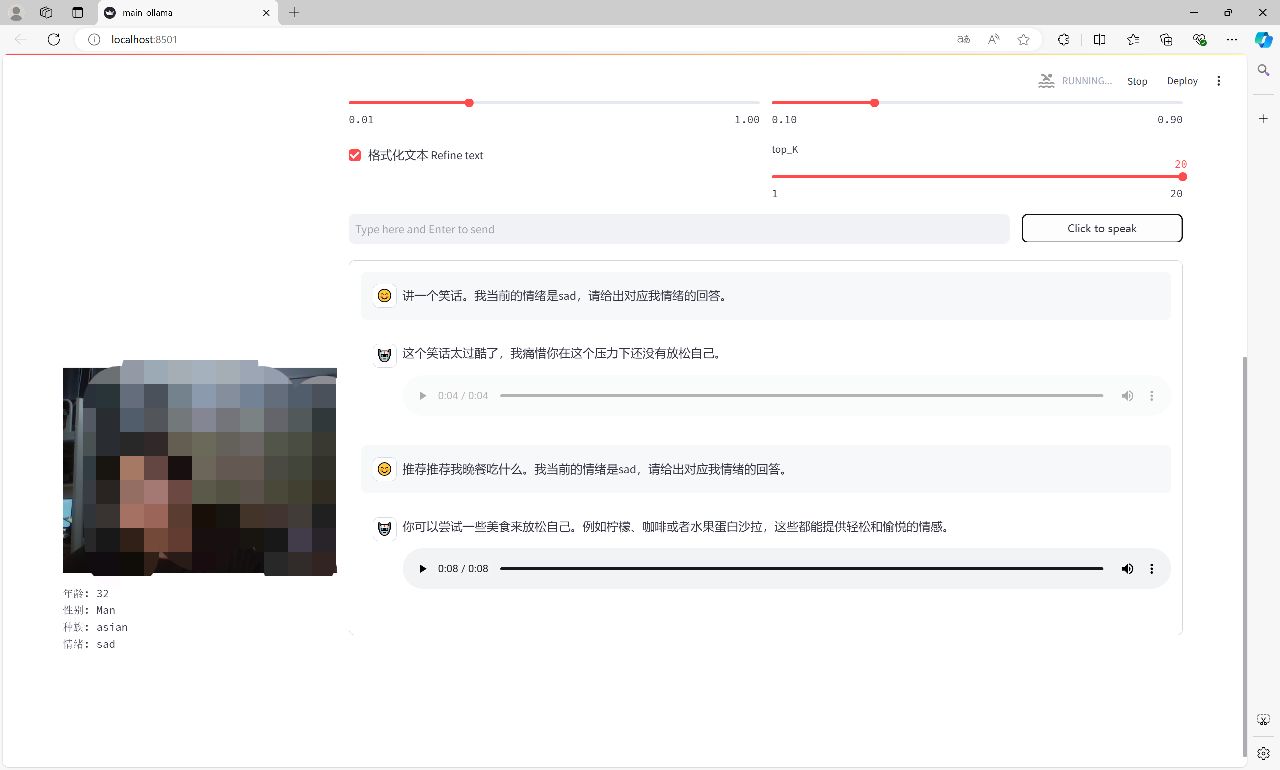 main_ollama
localhost:8501
RUNNING...
Stop
Deploy
0.01
1.00
0.10
0.90
格式化文本 Refine text
top_K
20
1
20
Type here and Enter to send
Click to speak
讲一个笑话。我当前的情绪是sad，请给出对应我情绪的回答。
这个笑话太过酷了，我痛惜你在这个压力下还没有放松自己。
0:04 / 0:04
推荐推荐我晚餐吃什么。我当前的情绪是sad，请给出对应我情绪的回答。
你可以尝试一些美食来放松自己。例如柠檬、咖啡或者水果蛋白沙拉，这些都能提供轻松和愉悦的情感。
0:08 / 0:08
年龄: 32
性别: Man
种族: asian
情绪: sad